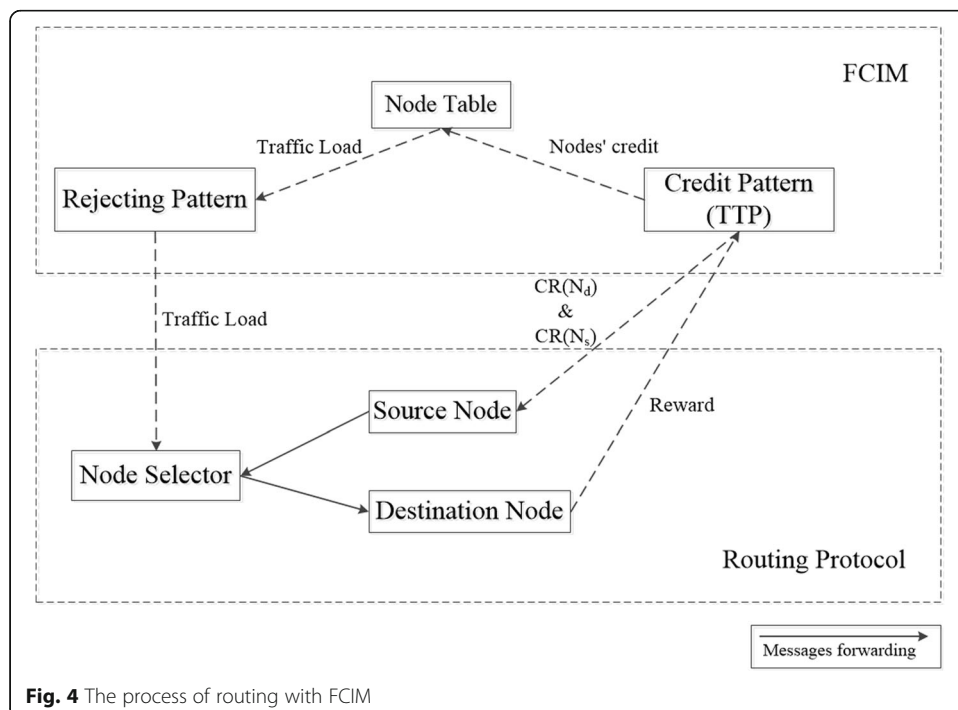 FCIM
Node Table
Traffic Load
Nodes' credit
Rejecting Pattern
Credit Pattern
(TTP)
CR(Nd)
&
CR(Ns)
Traffic Load
Source Node
Reward
Node Selector
Destination Node
Routing Protocol
Messages forwarding
Fig. 4 The process of routing with FCIM